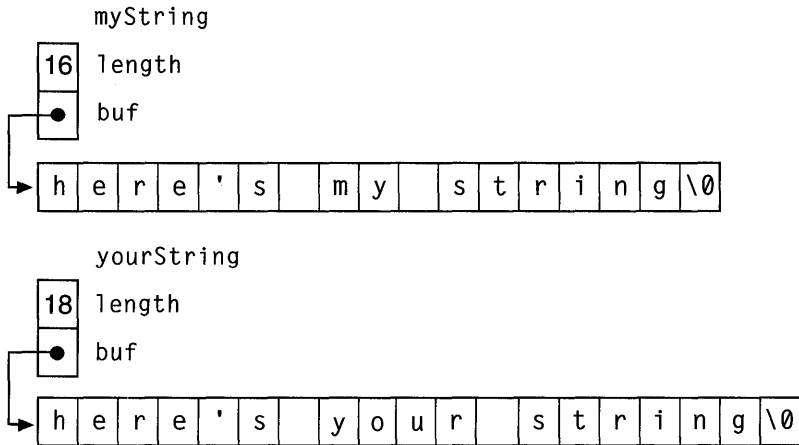 myString
16 length
buf
h e r e ' s m y s t r i n g \0
yourString
18 length
buf
h e r e ' s y o u r s t r i n g \0